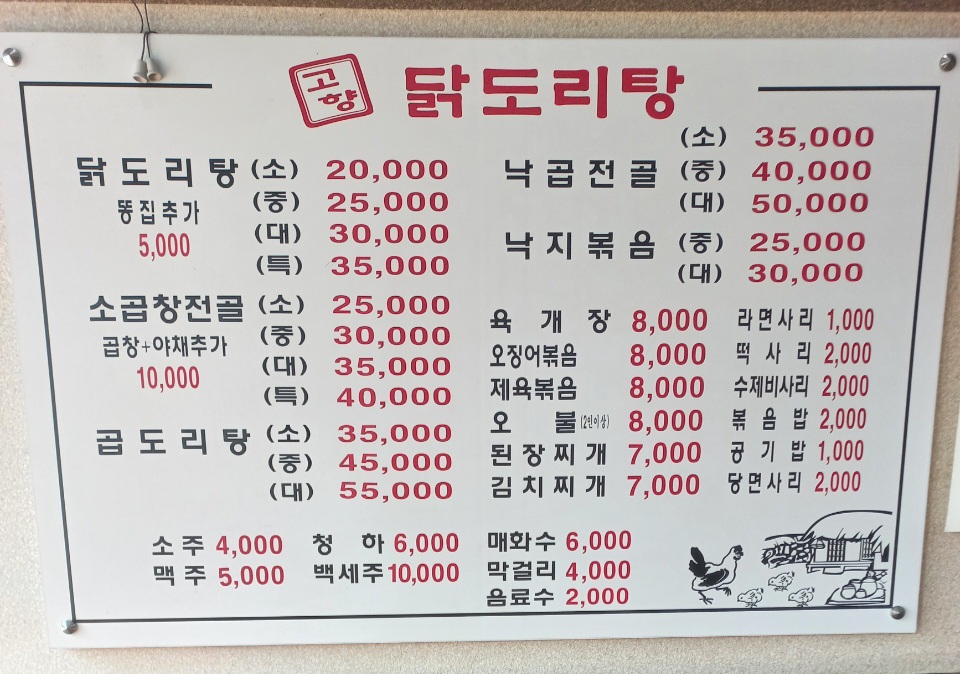 고향 닭도리탕
닭도리탕 (소) 20,000
(중) 25,000
똥집추가
5,000
(대) 30,000
(특) 35,000
소곱창전골 (소) 25,000
(중) 30,000
곱창+야채추가
10,000
(대) 35,000
(특) 40,000
곱도리탕 (소) 35,000
(중) 45,000
(대) 55,000
(소) 35,000
낙곱전골 (중) 40,000
(대) 50,000
낙지볶음 (중) 25,000
(대) 30,000
육개장 8,000
오징어볶음 8,000
제육볶음 8,000
오불(2인이상) 8,000
된장찌개 7,000
김치찌개 7,000
라면사리 1,000
떡사리 2,000
수제비사리 2,000
볶음밥 2,000
공기밥 1,000
당면사리 2,000
소주 4,000 청하 6,000 매화수 6,000
맥주 5,000 백세주 10,000 막걸리 4,000
음료수 2,000